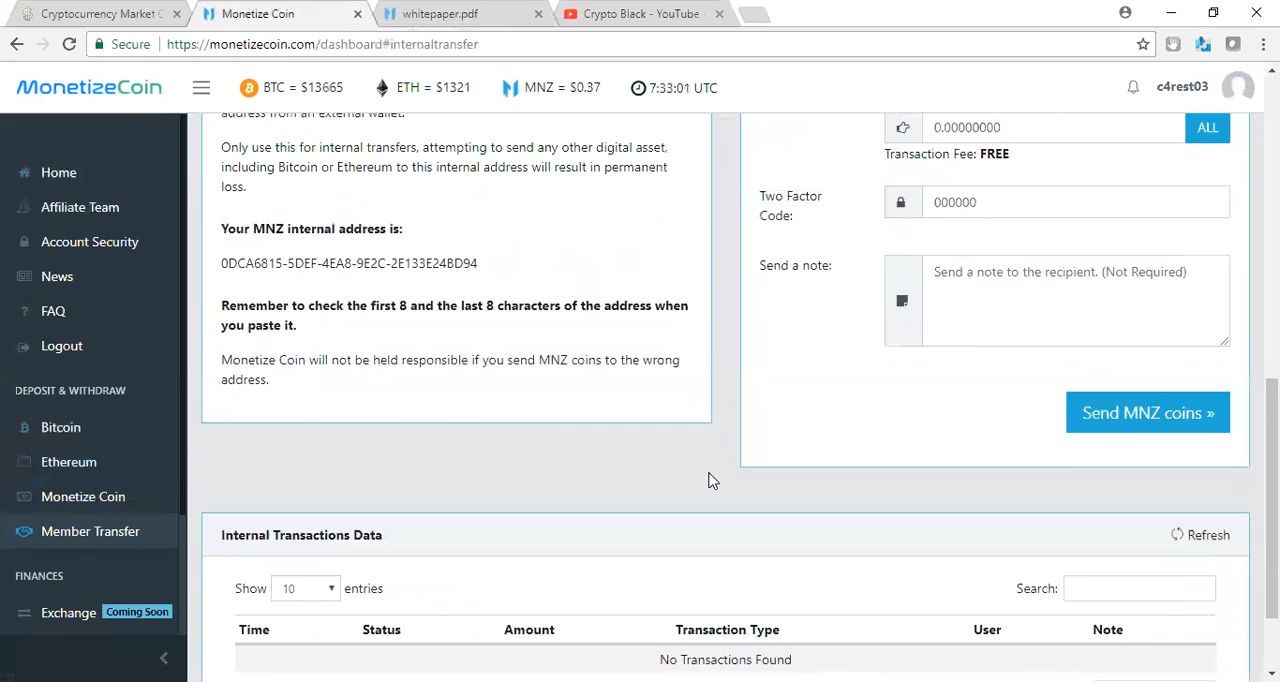 Cryptocurrency Market C
Monetize Coin
whitepaper.pdf
Crypto Black - YouTube
Secure
https://monetizecoin.com/dashboard#internaltransfer
MonetizeCoin
BTC = $13665
ETH = $1321
MNZ = $0.37
7:33:01 UTC
c4rest03
Home
Affiliate Team
Account Security
News
FAQ
Logout
DEPOSIT & WITHDRAW
Bitcoin
Ethereum
Monetize Coin
Member Transfer
FINANCES
Exchange Coming Soon
address from an external wallet.
Only use this for internal transfers, attempting to send any other digital asset,
including Bitcoin or Ethereum to this internal address will result in permanent
loss.
Your MNZ internal address is:
0DCA6815-5DEF-4EA8-9E2C-2E133E24BD94
Remember to check the first 8 and the last 8 characters of the address when
you paste it.
Monetize Coin will not be held responsible if you send MNZ coins to the wrong
address.
0.00000000 ALL
Transaction Fee: FREE
Two Factor
Code:
000000
Send a note:
Send a note to the recipient. (Not Required)
Send MNZ coins »
Internal Transactions Data
Refresh
Show 10 entries
Search:
Time Status Amount Transaction Type User Note
No Transactions Found